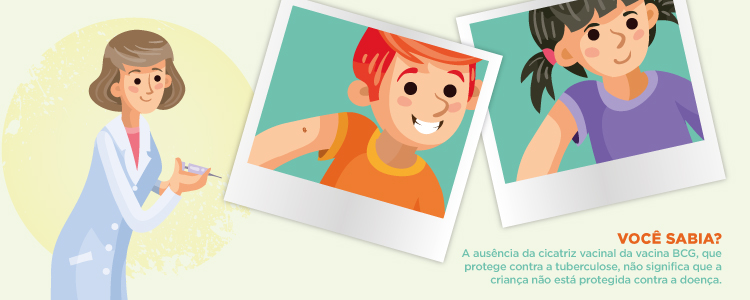 VOCÊ SABIA?
A ausência da cicatriz vacinal da vacina BCG, que
protege contra a tuberculose, não significa que a
criança não está protegida contra a doença.